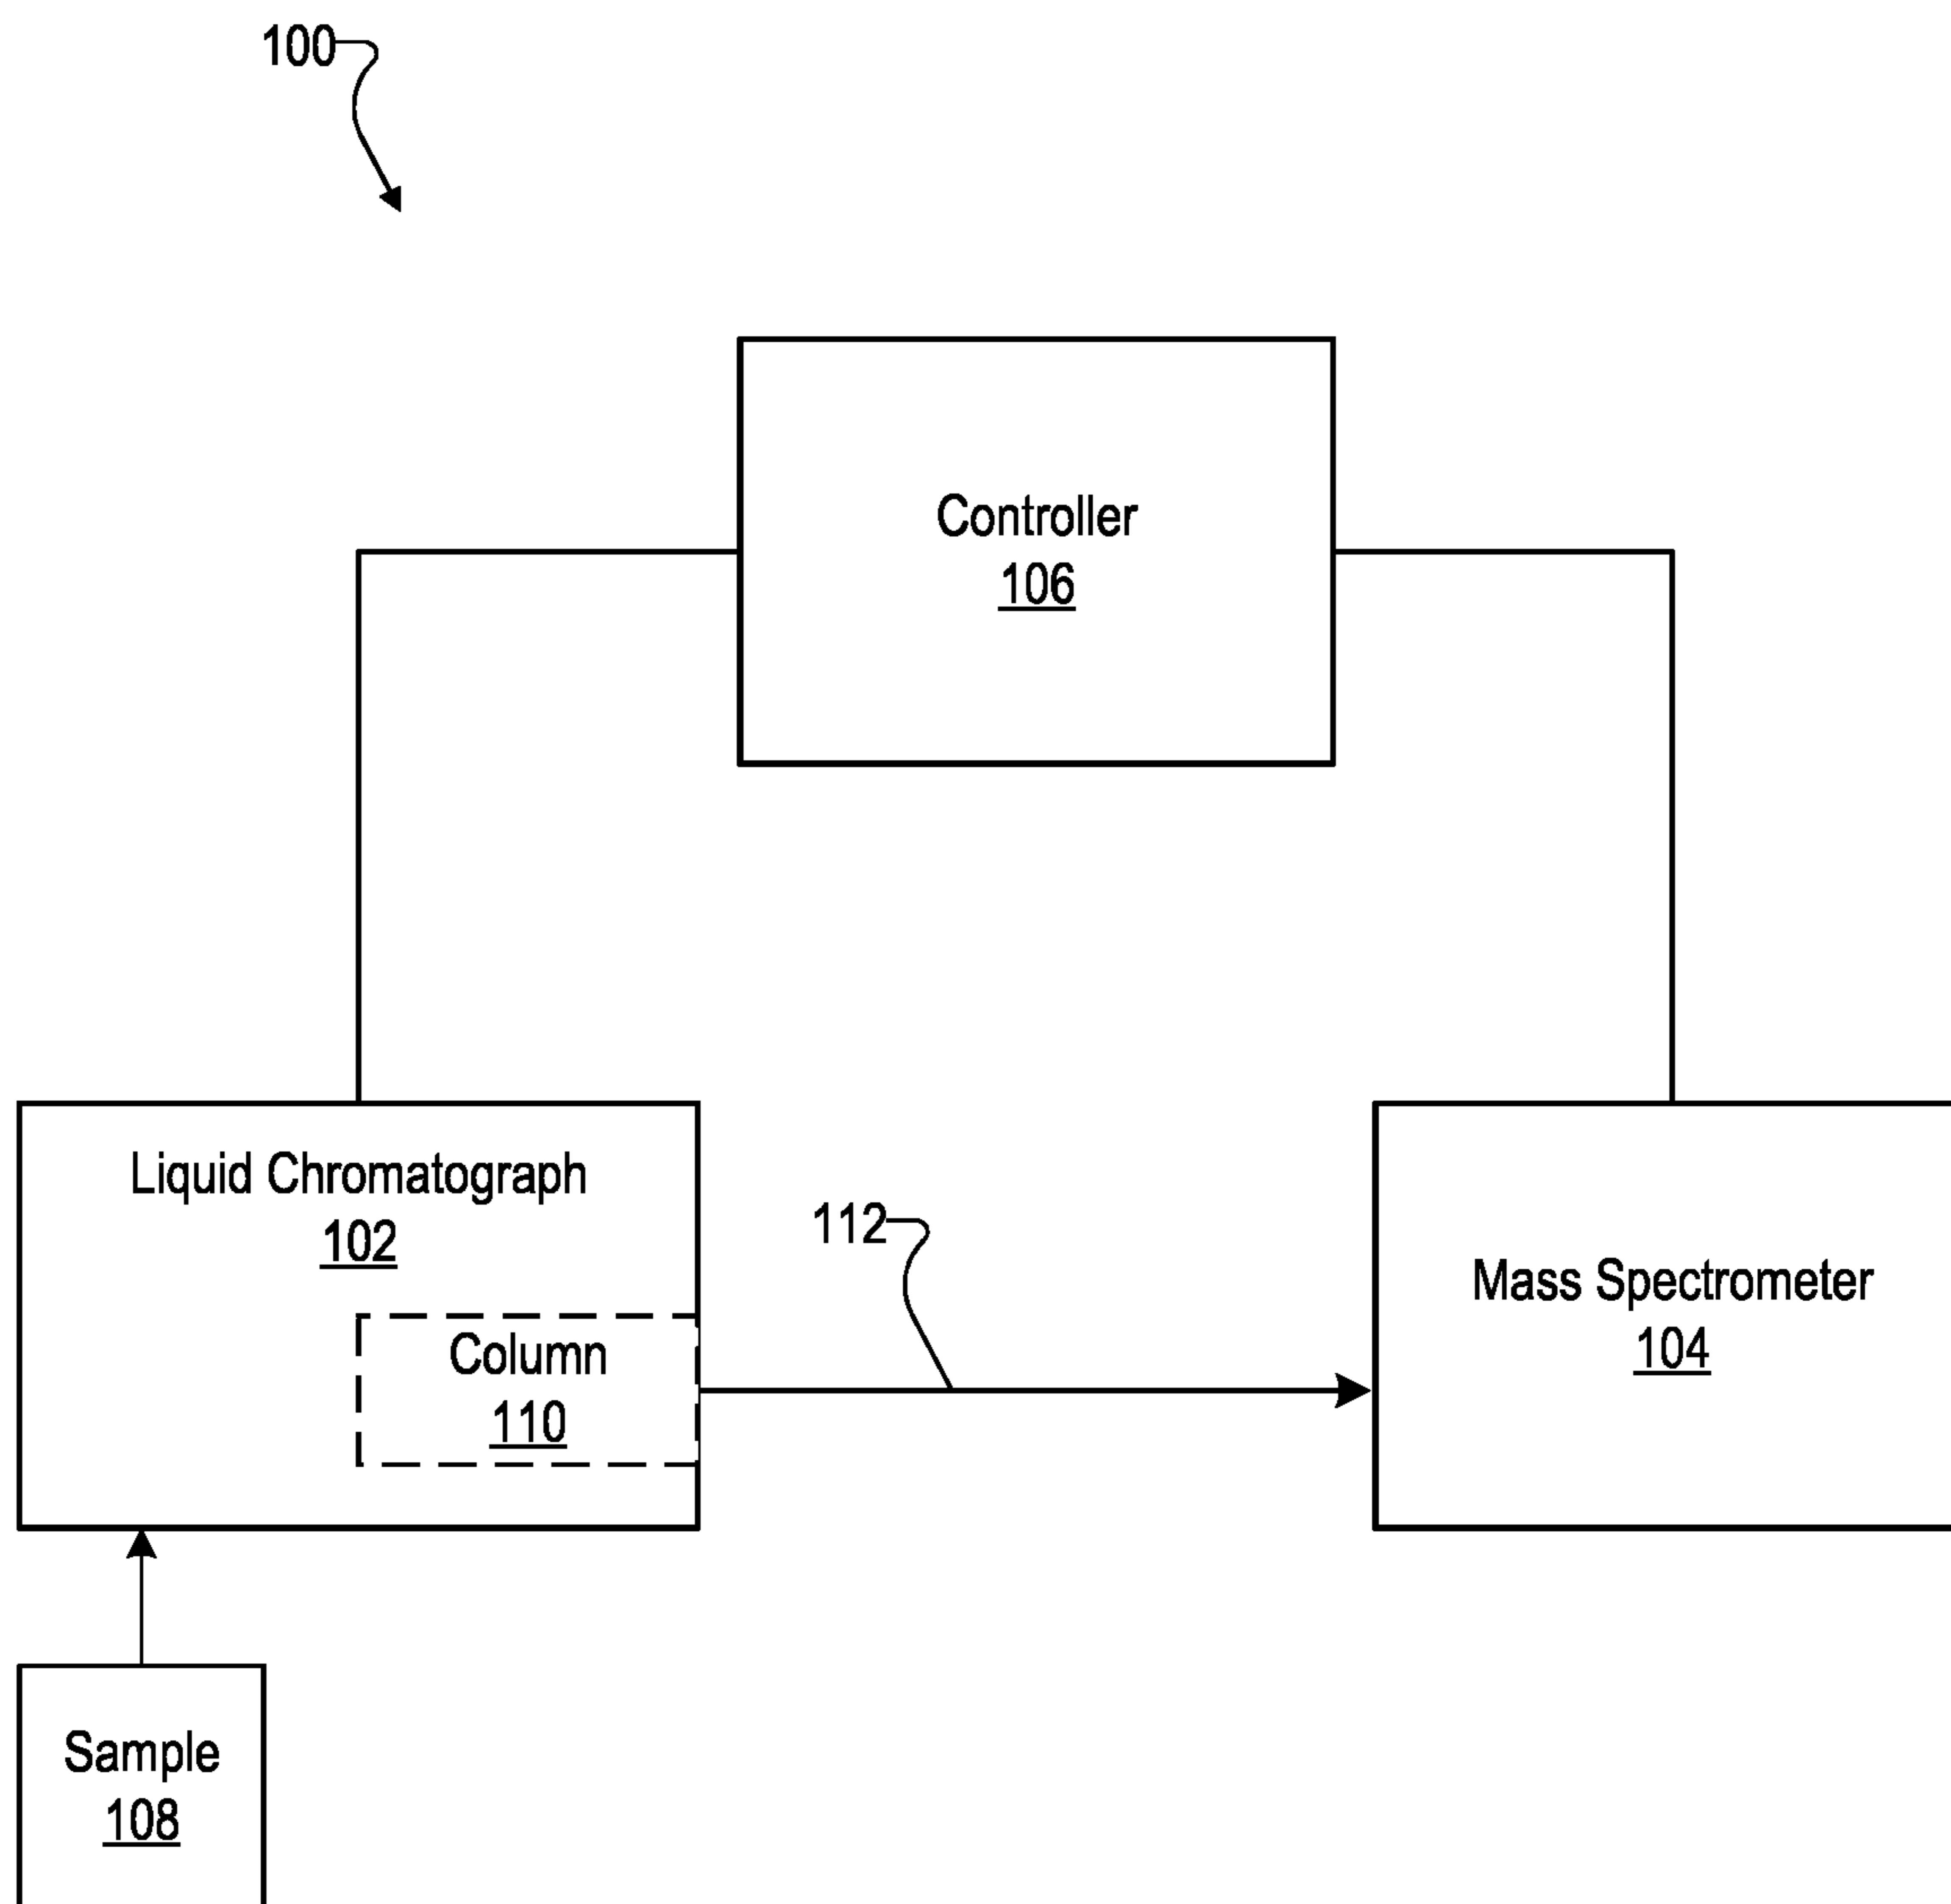 100
Controller
106
Liquid Chromatograph
102
112
Mass Spectrometer
104
Column
110
Sample
108